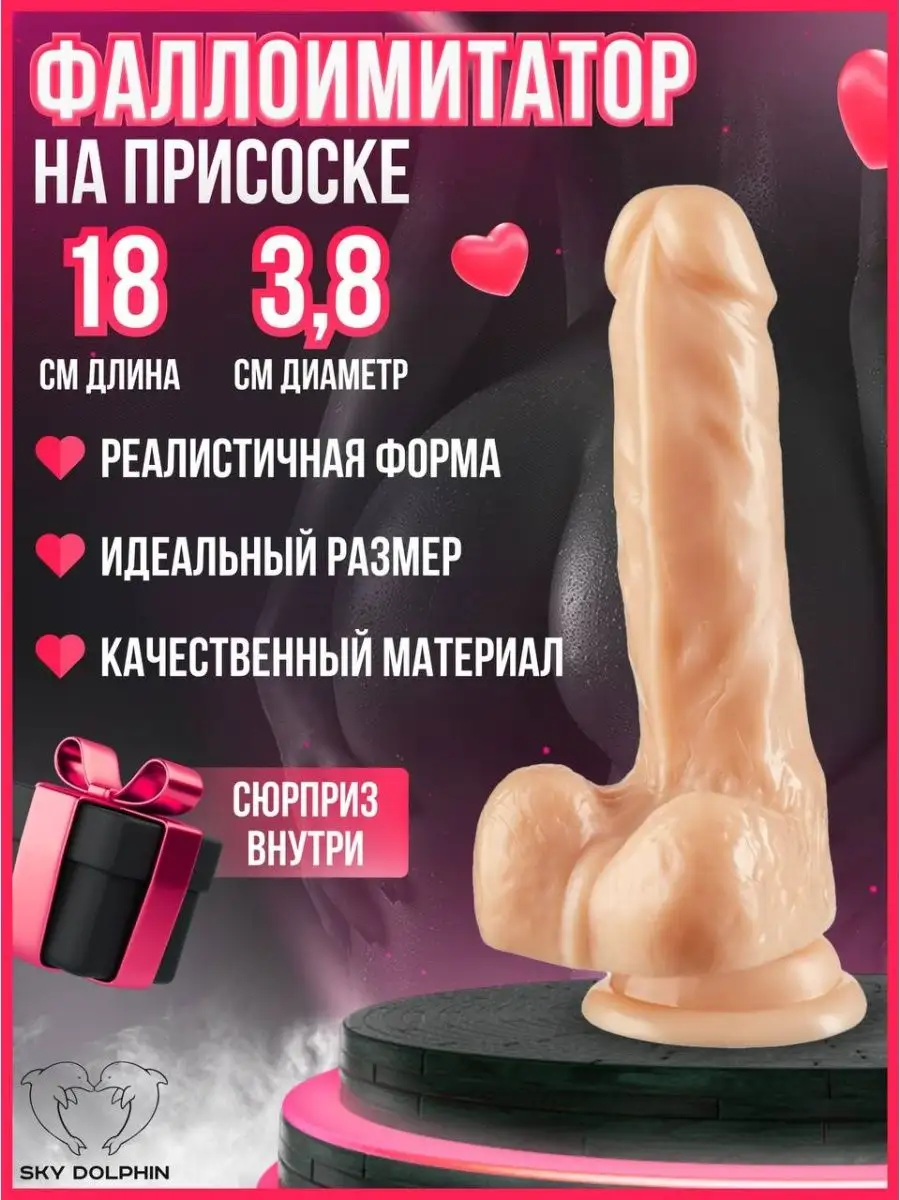 ФАЛЛОИМИТАТОР
НА ПРИСОСКЕ
18 3,8
СМ ДЛИНА СМ ДИАМЕТР
РЕАЛИСТИЧНАЯ ФОРМА
ИДЕАЛЬНЫЙ РАЗМЕР
КАЧЕСТВЕННЫЙ МАТЕРИАЛ
СЮРПРИЗ
ВНУТРИ
SKY DOLPHIN